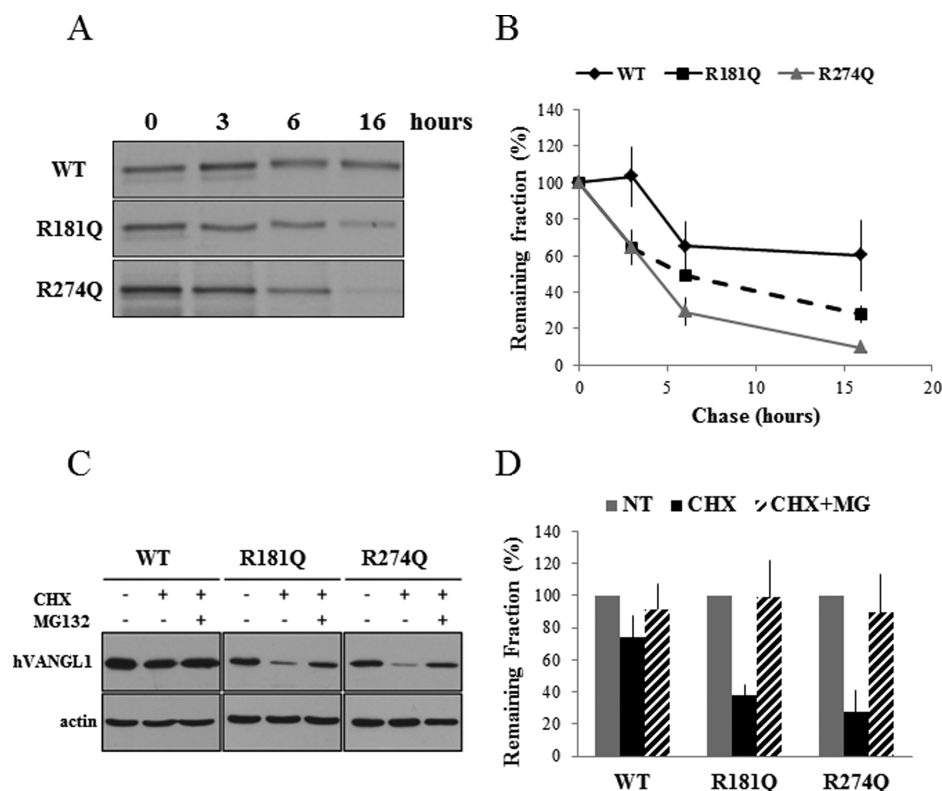 A
0 3 6 16 hours
WT
R181Q
R274Q
B
WT R181Q R274Q
Remaining fraction (%)
140
120
100
80
60
40
20
0
0 5 10 15 20
Chase (hours)
C
WT R181Q R274Q
CHX - + + - + + - + +
MG132 - - + - - + - - +
hVANGL1
actin
D
NT CHX CHX+MG
Remaining Fraction (%)
140
120
100
80
60
40
20
0
WT R181Q R274Q